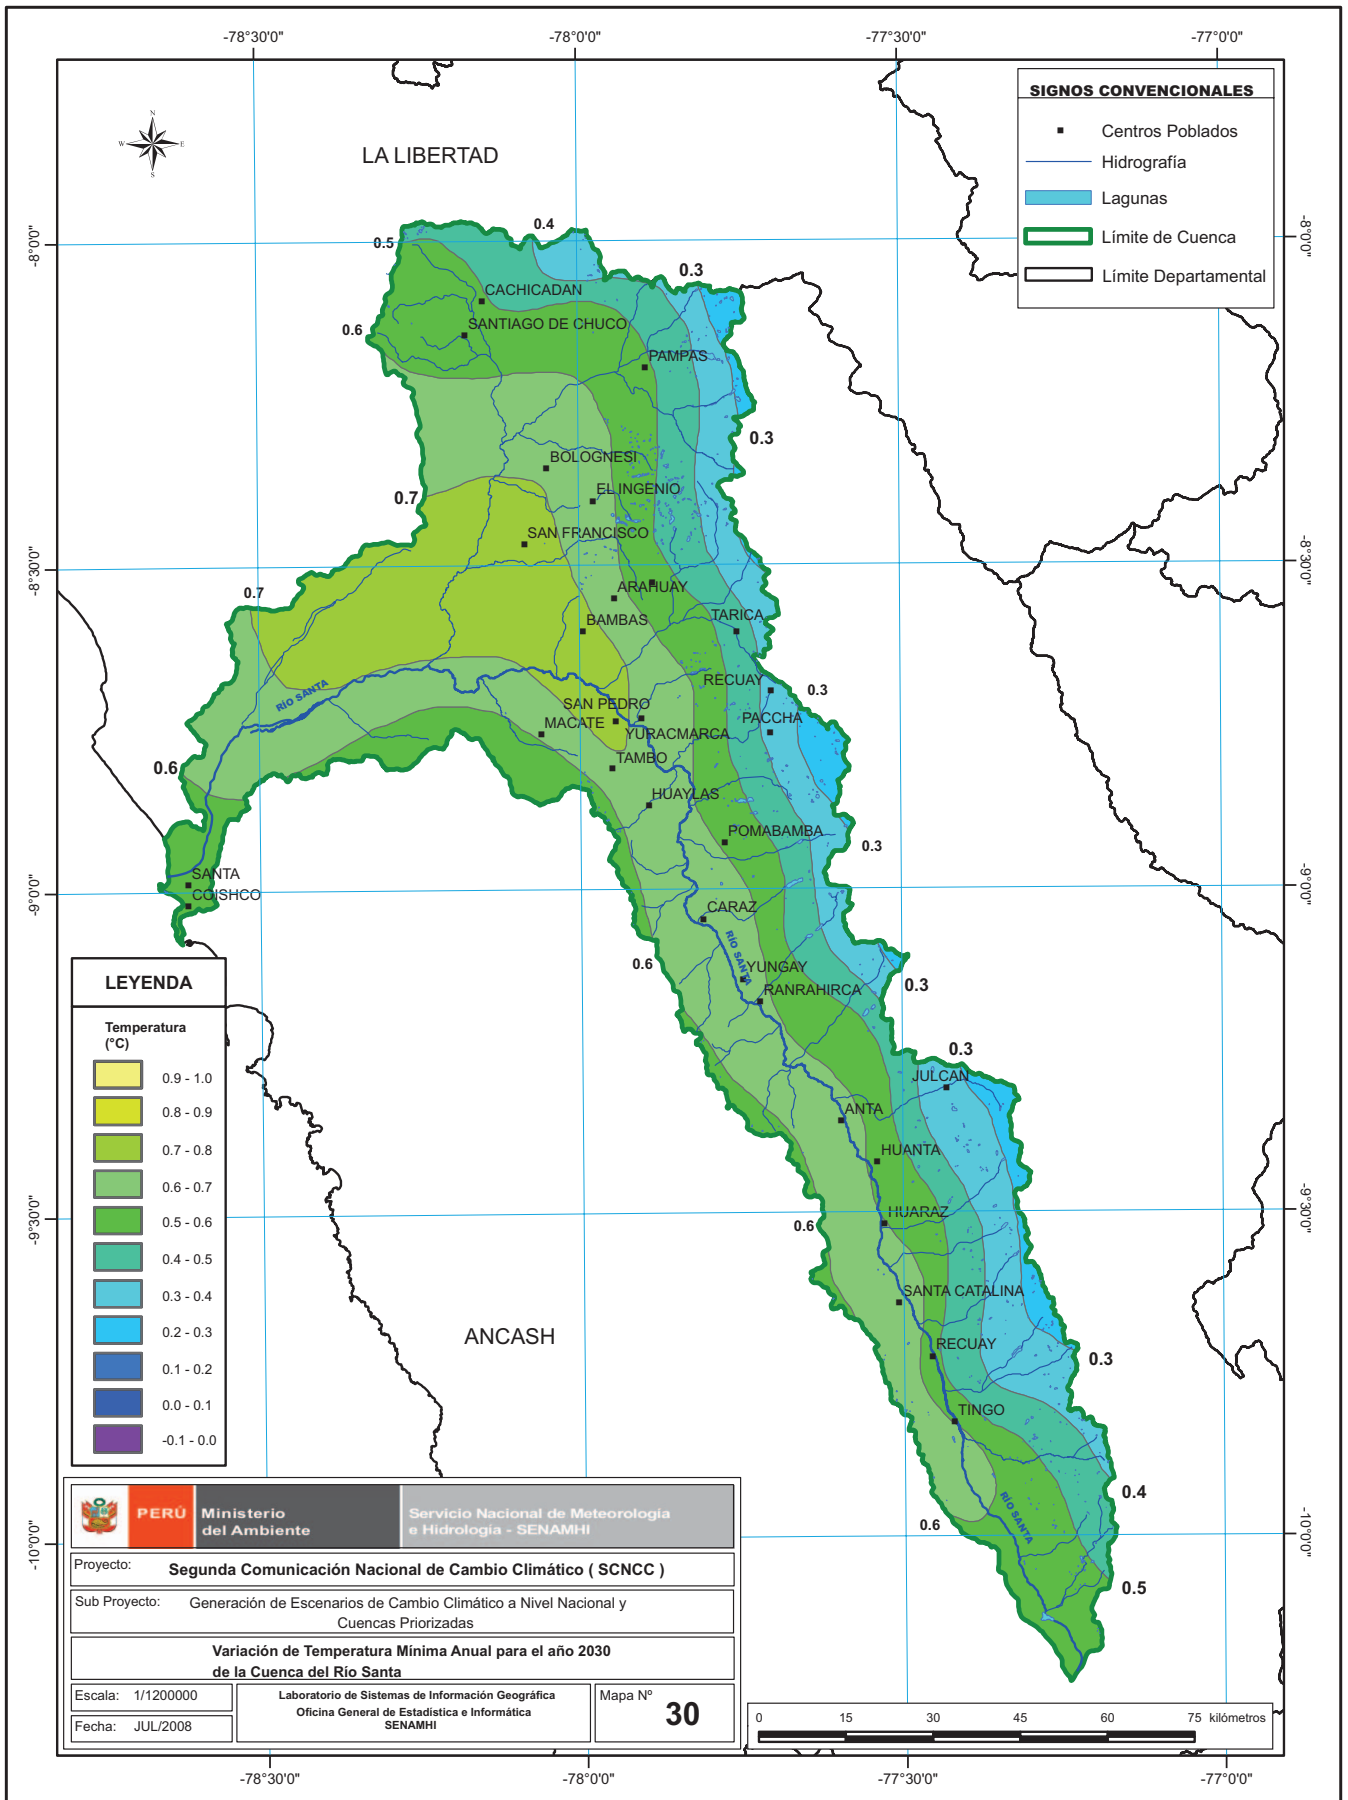 -78°30'0"
-78°0'0"
-77°30'0"
-77°0'0"
N
W
E
S
LA LIBERTAD
SIGNOS CONVENCIONALES
Centros Poblados
Hidrografía
Lagunas
Límite de Cuenca
Límite Departamental
-8°0'0"
-8°0'0"
0.4
0.5
0.3
CACHICADAN
SANTIAGO DE CHUCO
0.6
PAMPAS
0.3
BOLOGNESI
EL INGENIO
0.7
SAN FRANCISCO
-8°30'0"
-8°30'0"
0.7
ARAHUAY
BAMBAS
TARICA
RECUAY
0.3
RÍO SANTA
SAN PEDRO
PACCHA
MACATE
YURACMARCA
0.6
TAMBO
HUAYLAS
POMABAMBA
0.3
SANTA
COISHCO
-9°0'0"
-9°0'0"
CARAZ
RÍO SANTA
0.6
YUNGAY
RANRAHIRCA
0.3
0.3
JULCAN
ANTA
HUANTA
HUARAZ
0.6
-9°30'0"
-9°30'0"
SANTA CATALINA
ANCASH
RECUAY
0.3
TINGO
0.4
RÍO SANTA
0.6
0.5
-10°0'0"
-10°0'0"
LEYENDA
Temperatura
(°C)
0.9 - 1.0
0.8 - 0.9
0.7 - 0.8
0.6 - 0.7
0.5 - 0.6
0.4 - 0.5
0.3 - 0.4
0.2 - 0.3
0.1 - 0.2
0.0 - 0.1
-0.1 - 0.0
PERÚ
Ministerio
del Ambiente
Servicio Nacional de Meteorología
e Hidrología - SENAMHI
Proyecto: Segunda Comunicación Nacional de Cambio Climático ( SCNCC )
Sub Proyecto: Generación de Escenarios de Cambio Climático a Nivel Nacional y
Cuencas Priorizadas
Variación de Temperatura Mínima Anual para el año 2030
de la Cuenca del Río Santa
Escala: 1/1200000
Fecha: JUL/2008
Laboratorio de Sistemas de Información Geográfica
Oficina General de Estadística e Informática
SENAMHI
Mapa Nº
30
0 15 30 45 60 75 kilómetros
-78°30'0"
-78°0'0"
-77°30'0"
-77°0'0"